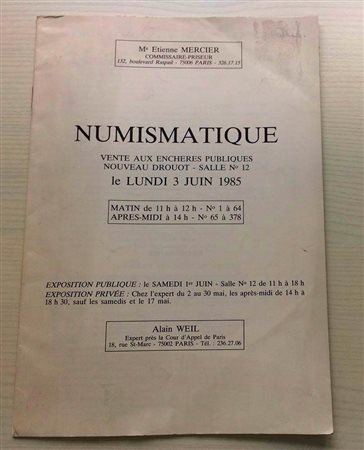 Me Etienne MERCIER
COMMISSAIRE-PRISEUR
132, boulevard Raspail - 75006 PARIS - 326.17.15
NUMISMATIQUE
VENTE AUX ENCHERES PUBLIQUES
NOUVEAU DROUOT - SALLE No 12
le LUNDI 3 JUIN 1985
MATIN de 11 h à 12 h - No 1 à 64
APRES-MIDI à 14 h - No 65 à 378
EXPOSITION PUBLIQUE : le SAMEDI 1er JUIN - Salle No 12 de 11 h à 18 h
EXPOSITION PRIVÉE : Chez l'expert du 2 au 30 mai, les après-midi de 14 h à
18 h 30, sauf les samedis et le 17 mai.
Alain WEIL
Expert près la Cour d'Appel de Paris
18, rue St-Marc - 75002 PARIS - Tél. : 236.27.06